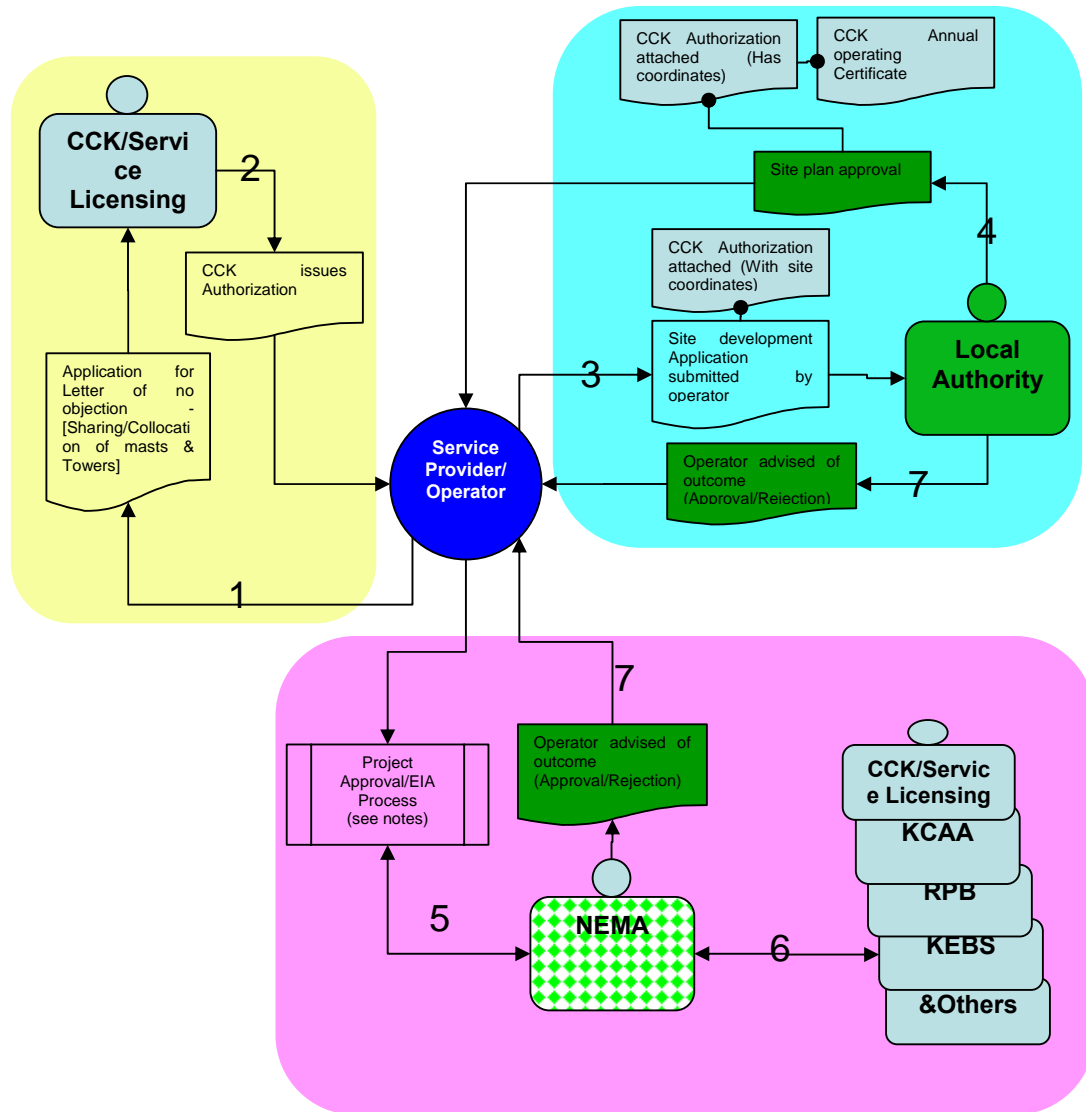 CCK/Servi
ce
Licensing
2
CCK issues
Authorization
Application for
Letter of no
objection -
[Sharing/Collocati
on of masts &
Towers]
1
CCK Authorization
attached (Has
coordinates)
CCK Annual
operating
Certificate
Site plan approval
4
CCK Authorization
attached (With site
coordinates)
3
Site development
Application
submitted by
operator
Local
Authority
Service
Provider/
Operator
Operator advised of
outcome
(Approval/Rejection)
7
7
Project
Approval/EIA
Process
(see notes)
Operator advised of
outcome
(Approval/Rejection)
5
NEMA
6
CCK/Servic
e Licensing
KCAA
RPB
KEBS
&Others